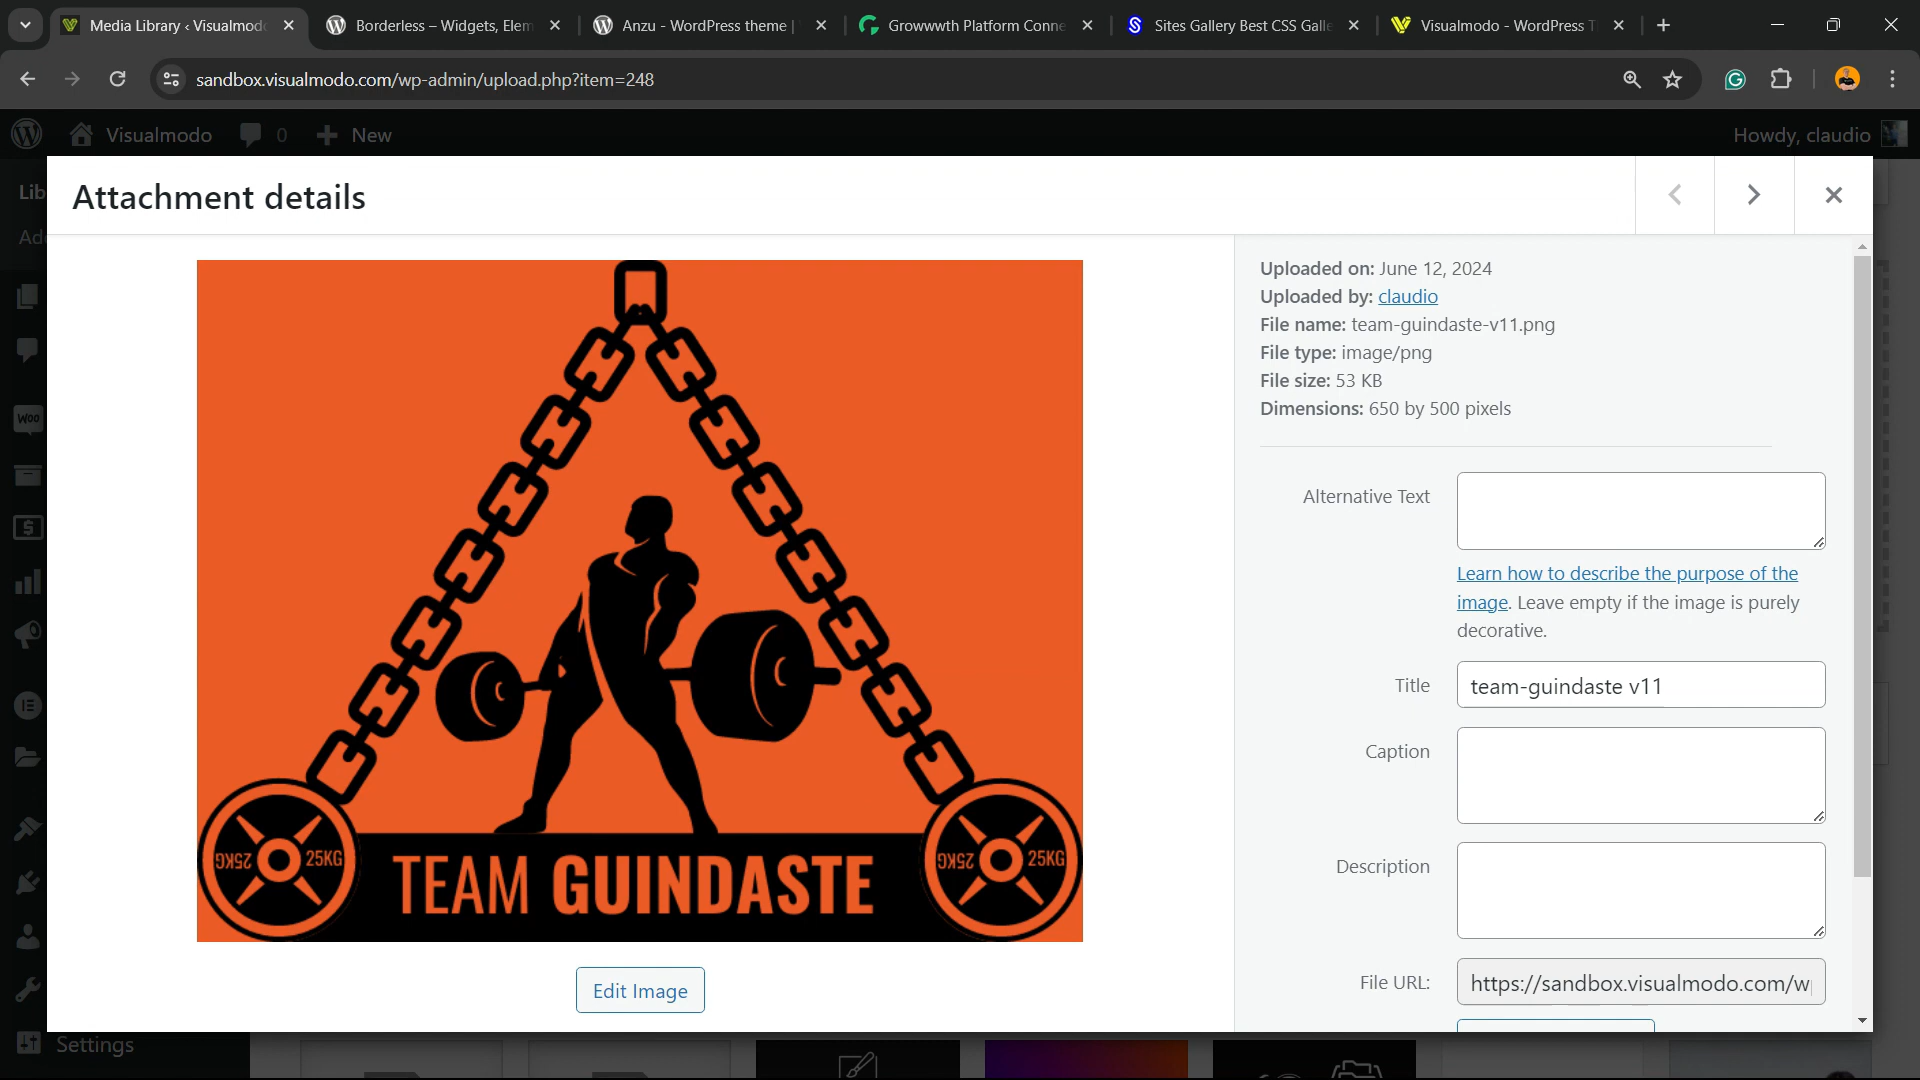 Media Library ‹ Visualmod
Borderless – Widgets, Elem
Anzu - WordPress theme |
Growwwth Platform Conne
Sites Gallery Best CSS Galle
Visualmodo - WordPress T
sandbox.visualmodo.com/wp-admin/upload.php?item=248
Visualmodo
0
New
Howdy, claudio
Lib
Add
Attachment details
Uploaded on: June 12, 2024
Uploaded by: claudio
File name: team-guindaste-v11.png
File type: image/png
File size: 53 KB
Dimensions: 650 by 500 pixels
Alternative Text
Learn how to describe the purpose of the
image. Leave empty if the image is purely
decorative.
Title
team-guindaste v11
Caption
Description
File URL:
https://sandbox.visualmodo.com/w
WOO
25KG 25KG
TEAM GUINDASTE
25KG 25KG
Edit Image
Settings